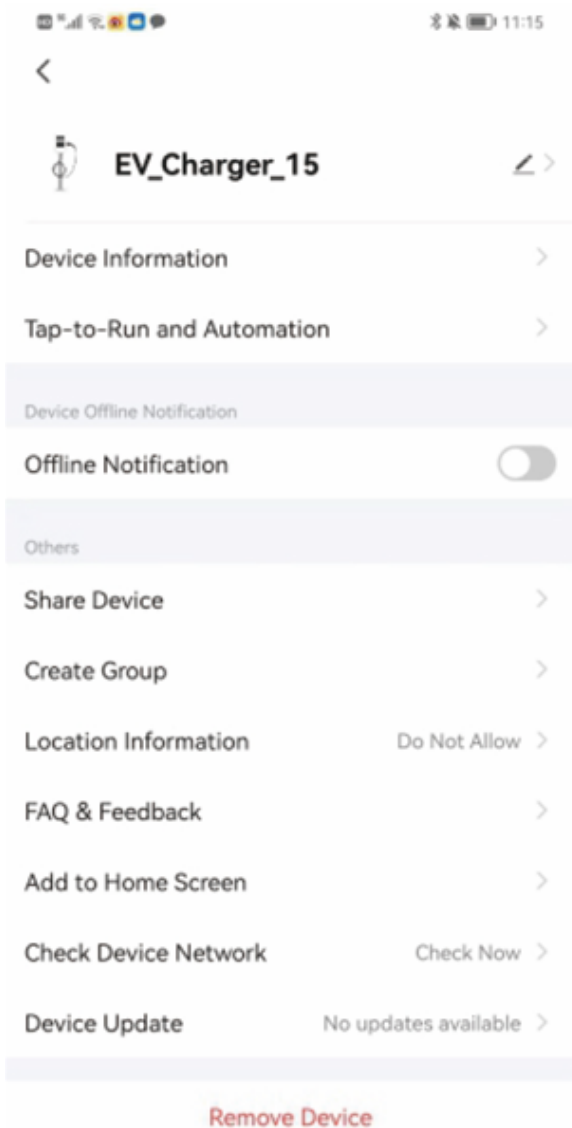 11:15
EV_Charger_15
Device Information
Tap-to-Run and Automation
Device Offline Notification
Offline Notification
Others
Share Device
Create Group
Location Information Do Not Allow
FAQ & Feedback
Add to Home Screen
Check Device Network Check Now
Device Update No updates available
Remove Device